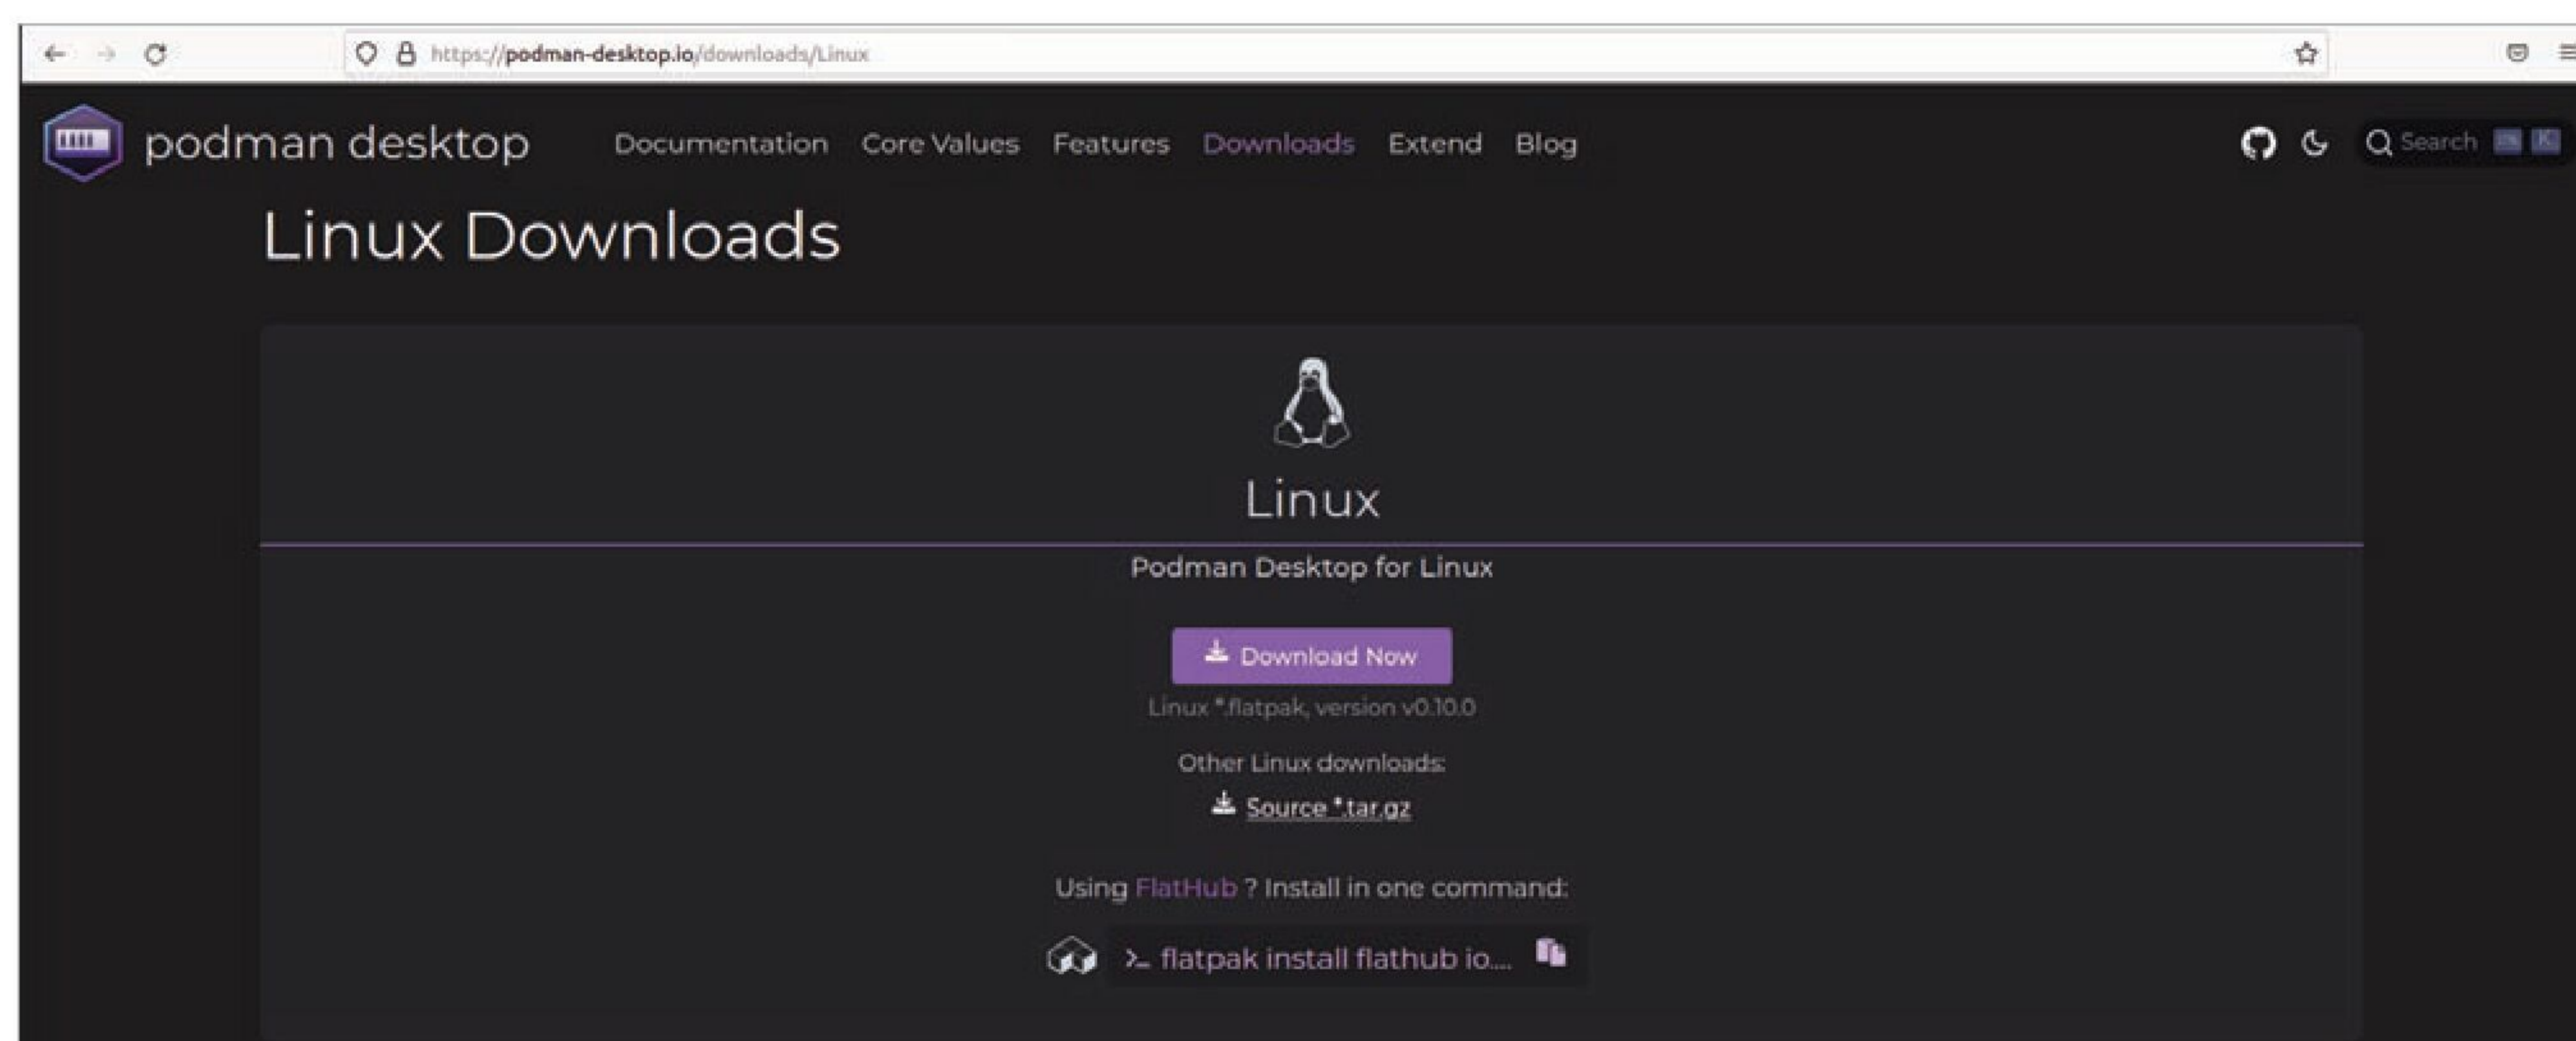 https://podman-desktop.io/downloads/Linux
podman desktop Documentation Core Values Features Downloads Extend Blog Search K
Linux Downloads
Linux
Podman Desktop for Linux
Download Now
Linux *.flatpak, version v0.10.0
Other Linux downloads:
Source *.tar.gz
Using FlatHub ? Install in one command:
>_ flatpak install flathub io....